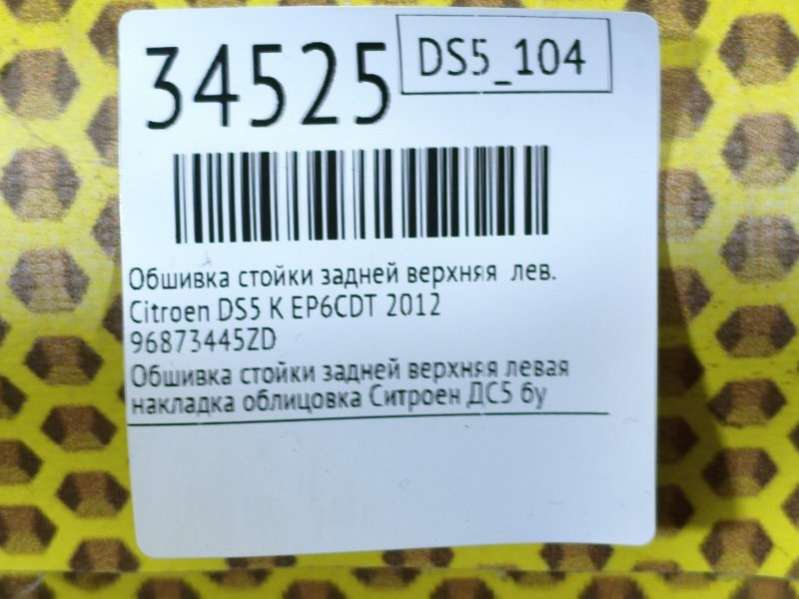 34525
DS5_104
Обшивка стойки задней верхняя лев.
Citroen DS5 K EP6CDT 2012
96873445ZD
Обшивка стойки задней верхняя левая
накладка облицовка Ситроен ДС5 бу